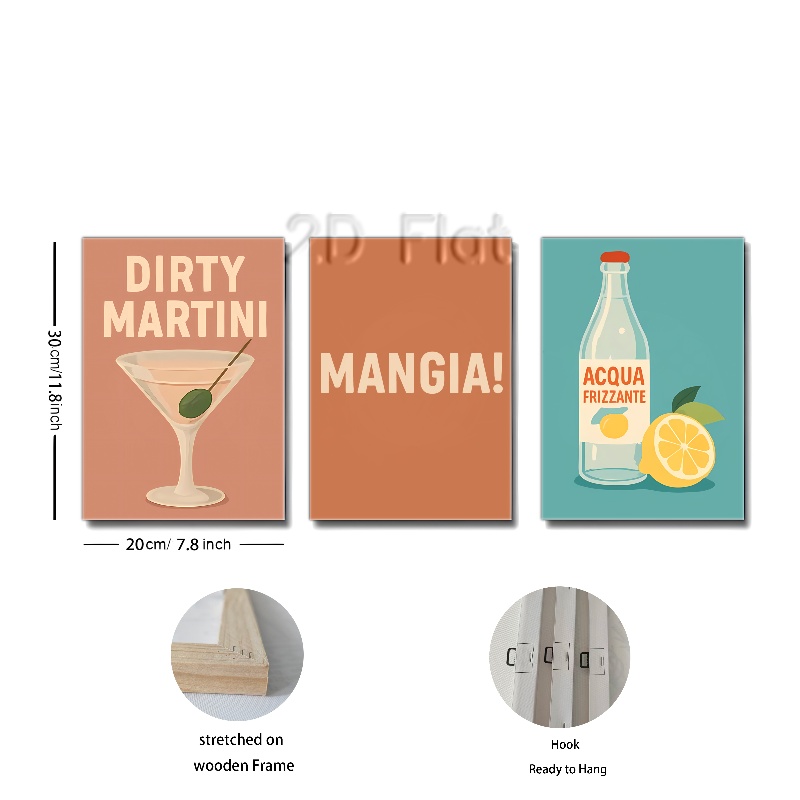 2D Flat
DIRTY
MARTINI
MANGIA!
ACQUA
FRIZZANTE
30cm/11.8inch
20cm/ 7.8 inch
stretched on
wooden Frame
Hook
Ready to Hang